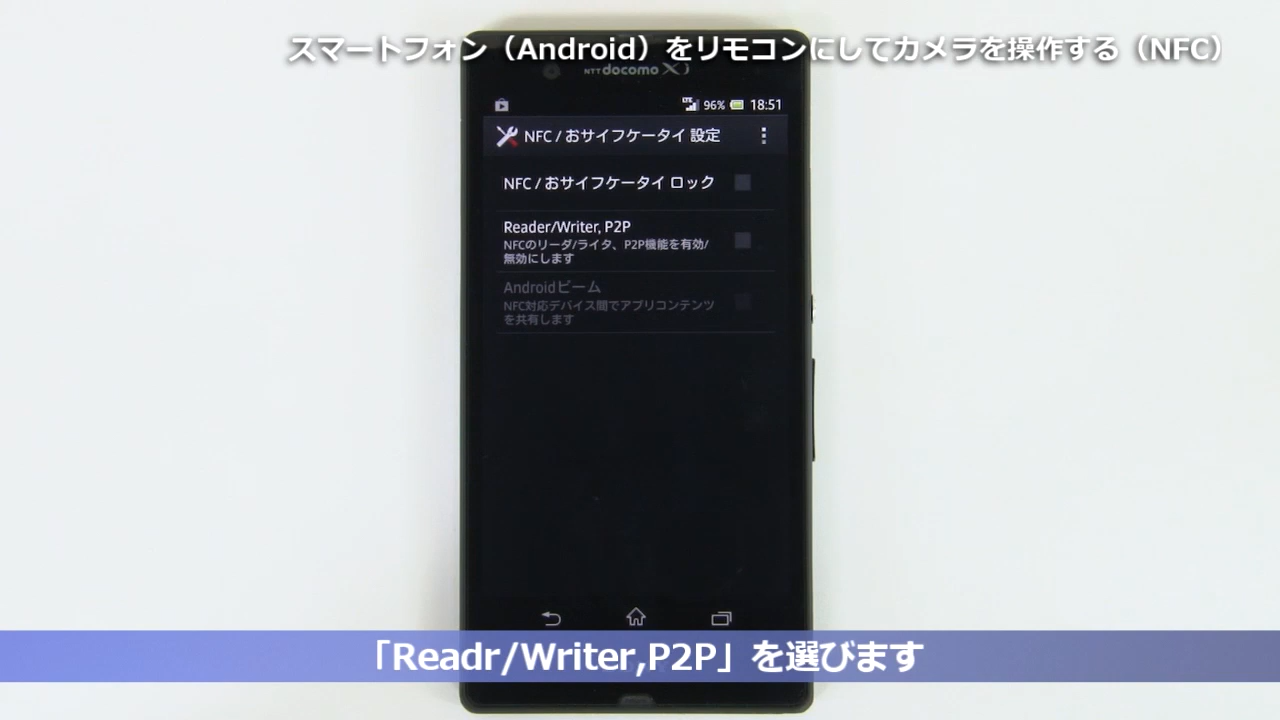 スマートフォン（Android）をリモコンにしてカメラを操作する（NFC）
NTT docomo Xi
LTE 96% 18:51
NFC / おサイフケータイ 設定
NFC / おサイフケータイ ロック
Reader/Writer, P2P
NFCのリーダ/ライタ、P2P機能を有効/
無効にします
Androidビーム
NFC対応デバイス間でアプリコンテンツ
を共有します
「Readr/Writer,P2P」を選びます